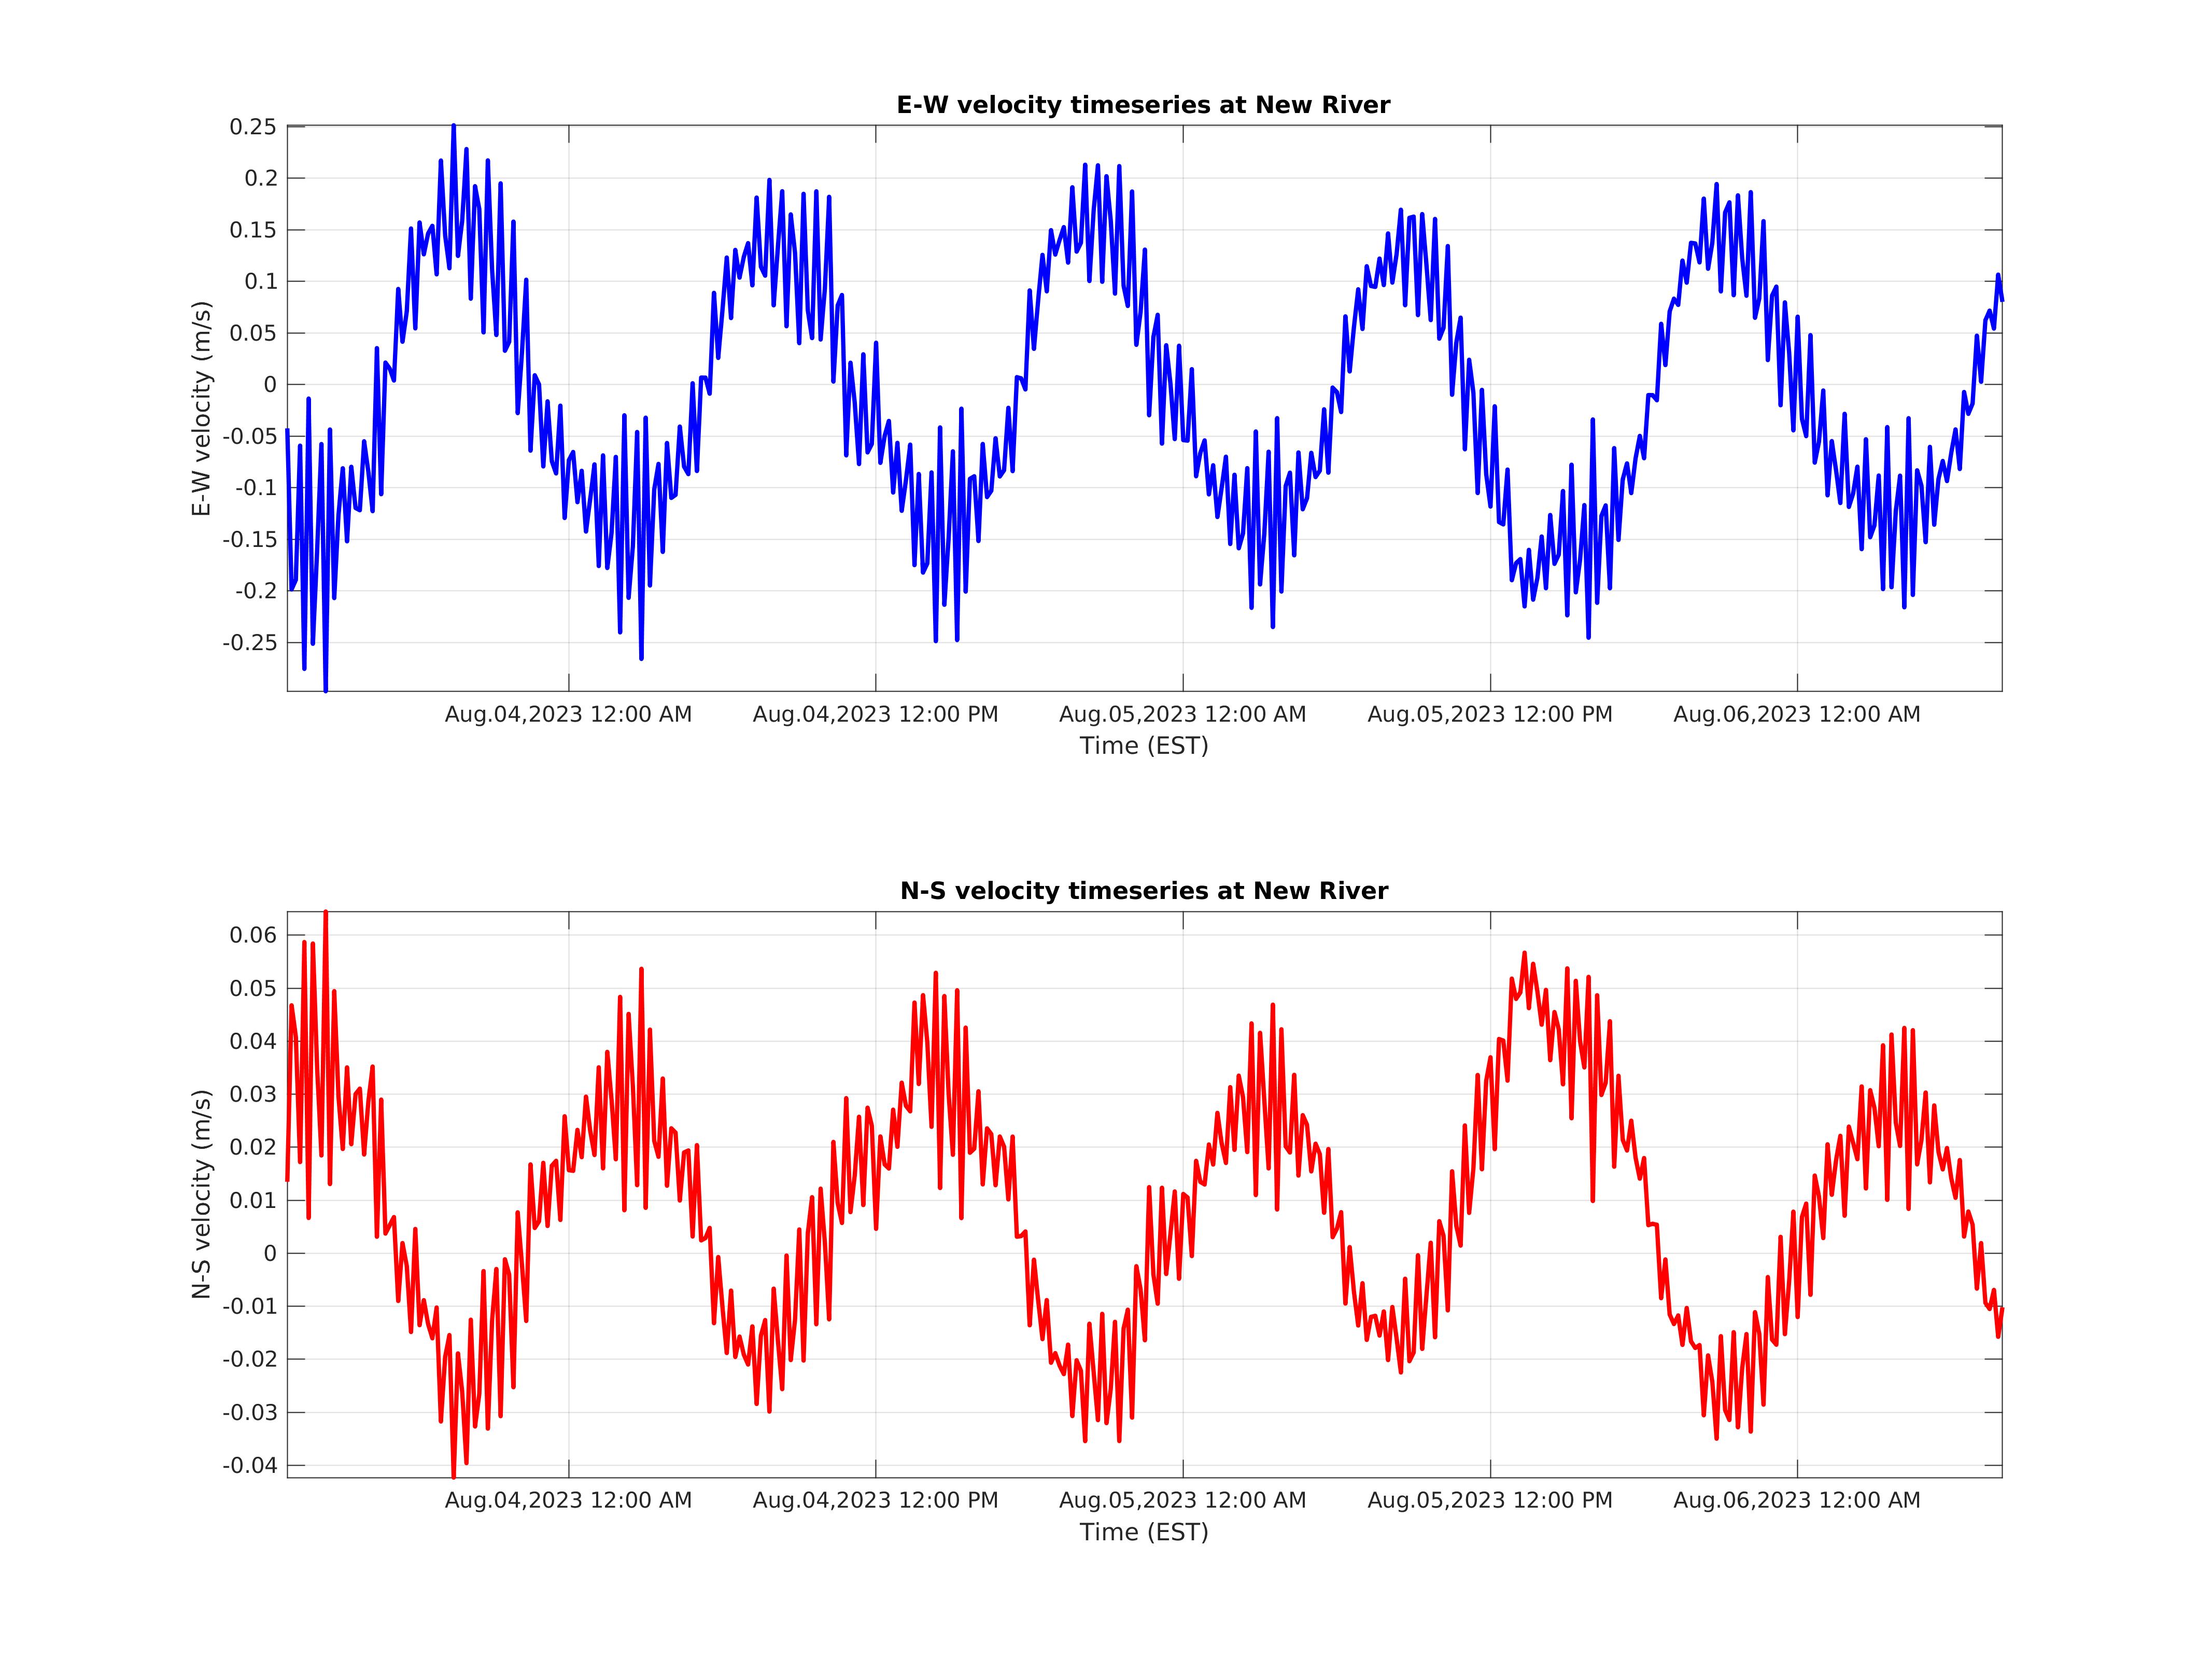 E-W velocity timeseries at New River
0.25
0.2
0.15
0.1
0.05
0
-0.05
-0.1
-0.15
-0.2
-0.25
E-W velocity (m/s)
Aug.04,2023 12:00 AM Aug.04,2023 12:00 PM Aug.05,2023 12:00 AM Aug.05,2023 12:00 PM Aug.06,2023 12:00 AM
Time (EST)
N-S velocity timeseries at New River
0.06
0.05
0.04
0.03
0.02
0.01
0
-0.01
-0.02
-0.03
-0.04
N-S velocity (m/s)
Aug.04,2023 12:00 AM Aug.04,2023 12:00 PM Aug.05,2023 12:00 AM Aug.05,2023 12:00 PM Aug.06,2023 12:00 AM
Time (EST)